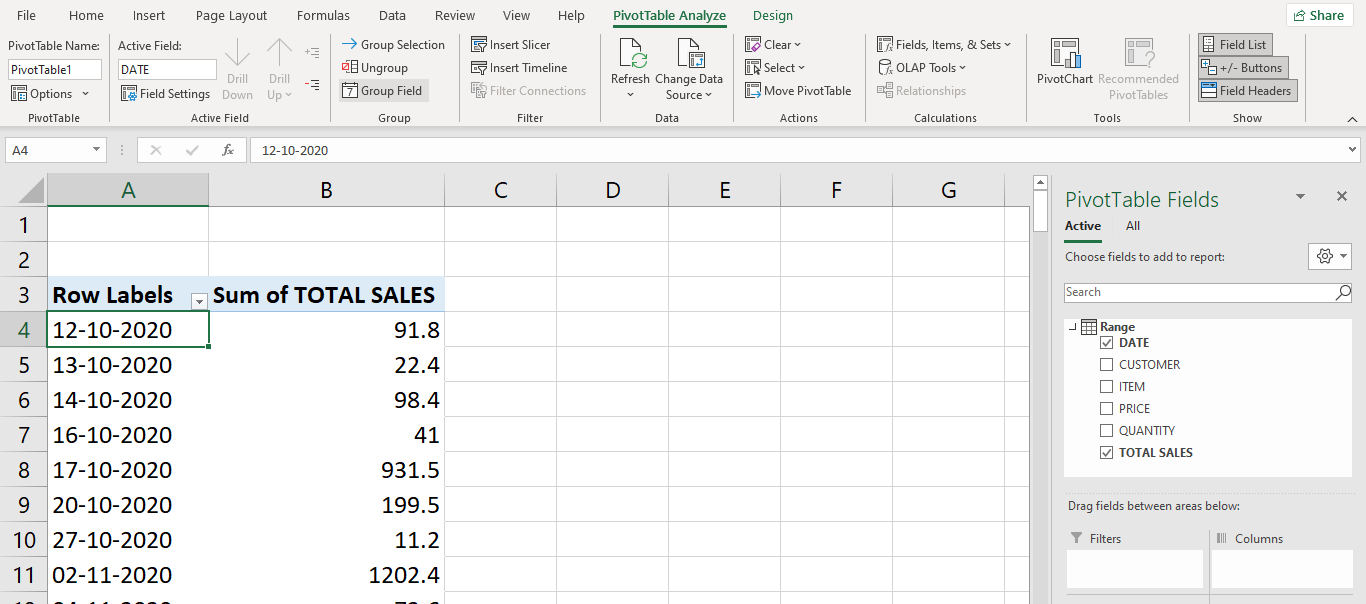 File Home Insert Page Layout Formulas Data Review View Help PivotTable Analyze Design Share
PivotTable Name:
PivotTable1
Options
PivotTable
Active Field:
DATE
Field Settings
Drill Down
Drill Up
Active Field
Group Selection
Ungroup
7 Group Field
Group
Insert Slicer
Insert Timeline
Filter Connections
Filter
Refresh
Change Data Source
Data
Clear
Select
Move PivotTable
Actions
Fields, Items, & Sets
OLAP Tools
Relationships
Calculations
PivotChart
Recommended PivotTables
Tools
Field List
+/- Buttons
Field Headers
Show
A4 fx 12-10-2020
A B C D E F G
1
2
3 Row Labels Sum of TOTAL SALES
4 12-10-2020 91.8
5 13-10-2020 22.4
6 14-10-2020 98.4
7 16-10-2020 41
8 17-10-2020 931.5
9 20-10-2020 199.5
10 27-10-2020 11.2
11 02-11-2020 1202.4
PivotTable Fields
Active All
Choose fields to add to report:
Search
Range
DATE
CUSTOMER
ITEM
PRICE
QUANTITY
TOTAL SALES
Drag fields between areas below:
Filters Columns